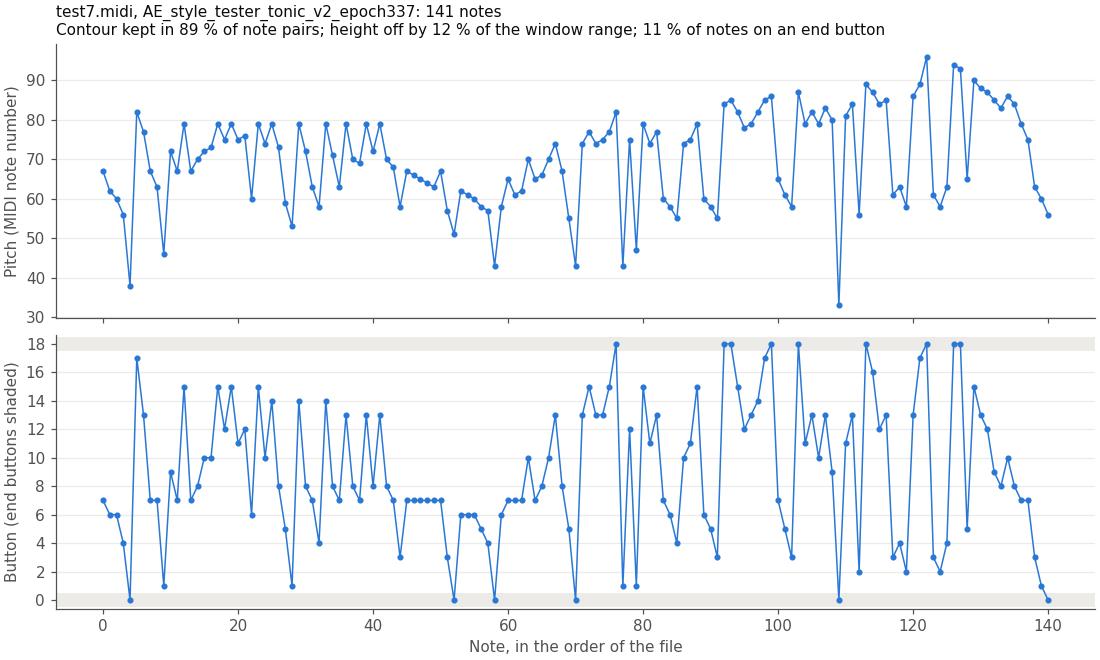 test7.midi, AE_style_tester_tonic_v2_epoch337: 141 notes
Contour kept in 89 % of note pairs; height off by 12 % of the window range; 11 % of notes on an end button
Pitch (MIDI note number)
90
80
70
60
50
40
30
Button (end buttons shaded)
18
16
14
12
10
8
6
4
2
0
0 20 40 60 80 100 120 140
Note, in the order of the file